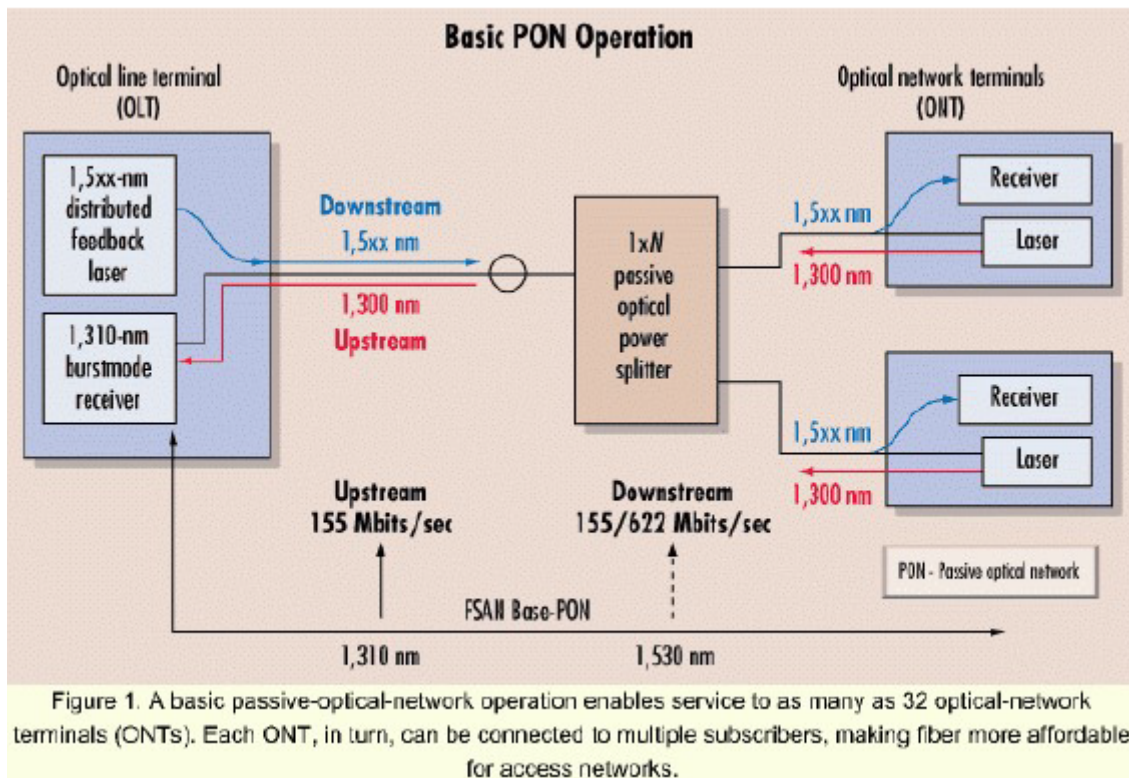 Basic PON Operation
Optical line terminal
(OLT)
Optical network terminals
(ONT)
1,5xx-nm
distributed
feedback
laser
1,310-nm
burstmode
receiver
Downstream
1,5xx nm
1,300 nm
Upstream
1xN
passive
optical
power
splitter
1,5xx nm
1,300 nm
Receiver
Laser
1,5xx nm
1,300 nm
Receiver
Laser
Upstream
155 Mbits/sec
Downstream
155/622 Mbits/sec
PON - Passive optical network
FSAN Base-PON
1,310 nm
1,530 nm
Figure 1. A basic passive-optical-network operation enables service to as many as 32 optical-network
terminals (ONTs). Each ONT, in turn, can be connected to multiple subscribers, making fiber more affordable
for access networks.